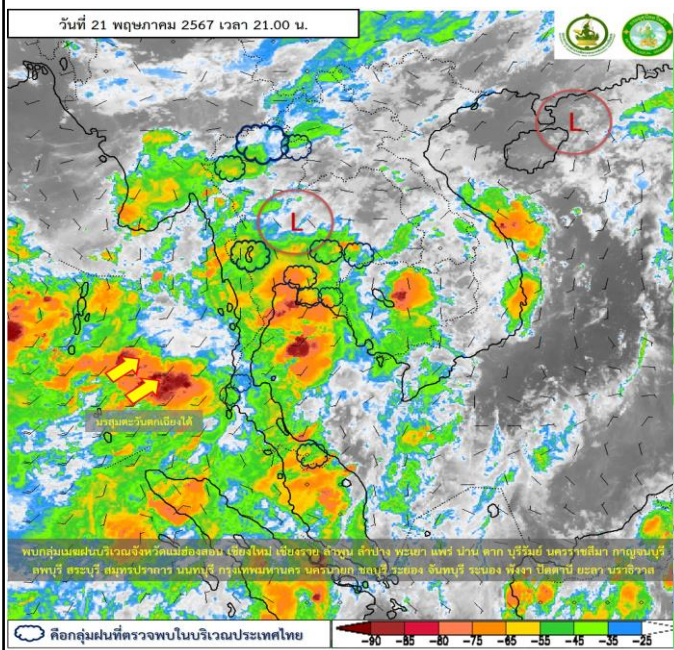 วันที่ 21 พฤษภาคม 2567 เวลา 21.00 น.
L
L
มรสุมตะวันตกเฉียงใต้
พบกลุ่มเมฆฝนบริเวณจังหวัดแม่ฮ่องสอน เชียงใหม่ เชียงราย ลำพูน ลำปาง พะเยา แพร่ น่าน ตาก บุรีรัมย์ นครราชสีมา กาญจนบุรี
ลพบุรี สระบุรี สมุทรปราการ นนทบุรี กรุงเทพมหานคร นครนายก ชลบุรี ระยอง จันทบุรี ระนอง พังงา ปัตตานี ยะลา นราธิวาส
คือกลุ่มฝนที่ตรวจพบในบริเวณประเทศไทย
-90 -85 -80 -75 -65 -55 -45 -35 -25